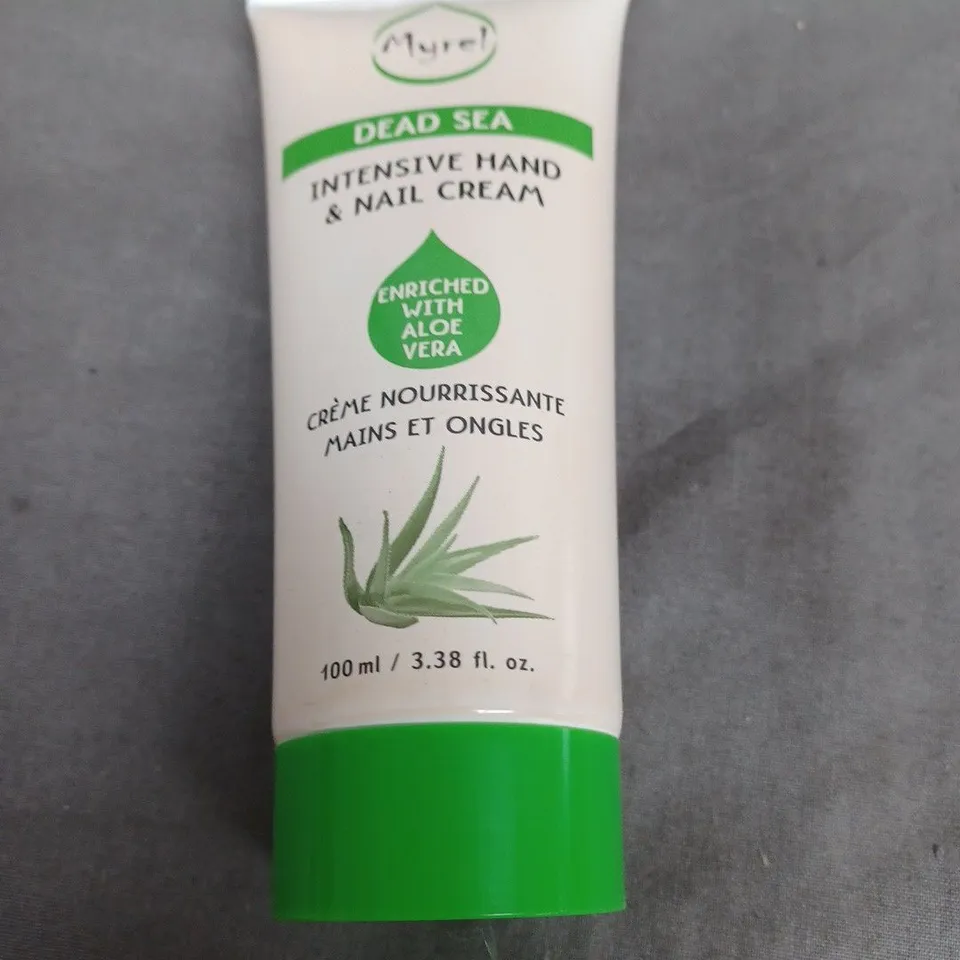 Myrel
DEAD SEA
INTENSIVE HAND
& NAIL CREAM
ENRICHED
WITH
ALOE
VERA
CRÈME NOURRISSANTE
MAINS ET ONGLES
100 ml / 3.38 fl. oz.